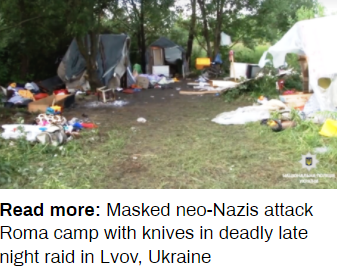 Read more: Masked neo-Nazis attack
Roma camp with knives in deadly late
night raid in Lvov, Ukraine